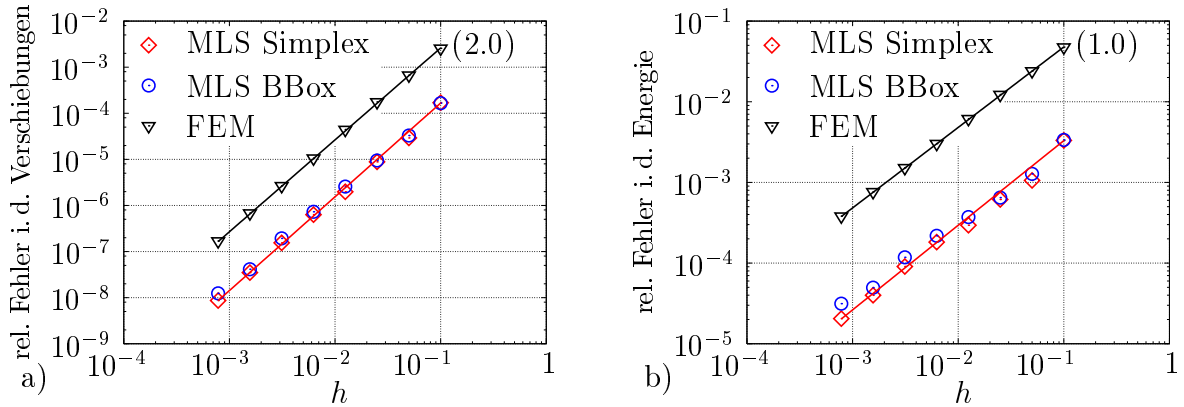 rel. Fehler i.d. Verschiebungen
10⁻² 10⁻³ 10⁻⁴ 10⁻⁵ 10⁻⁶ 10⁻⁷ 10⁻⁸ 10⁻⁹
MLS Simplex
MLS BBox
FEM
(2.0)
10⁻⁴ 10⁻³ 10⁻² 10⁻¹ 1
a)
h
rel. Fehler i.d. Energie
10⁻¹ 10⁻² 10⁻³ 10⁻⁴ 10⁻⁵
MLS Simplex
MLS BBox
FEM
(1.0)
10⁻⁴ 10⁻³ 10⁻² 10⁻¹ 1
b)
h